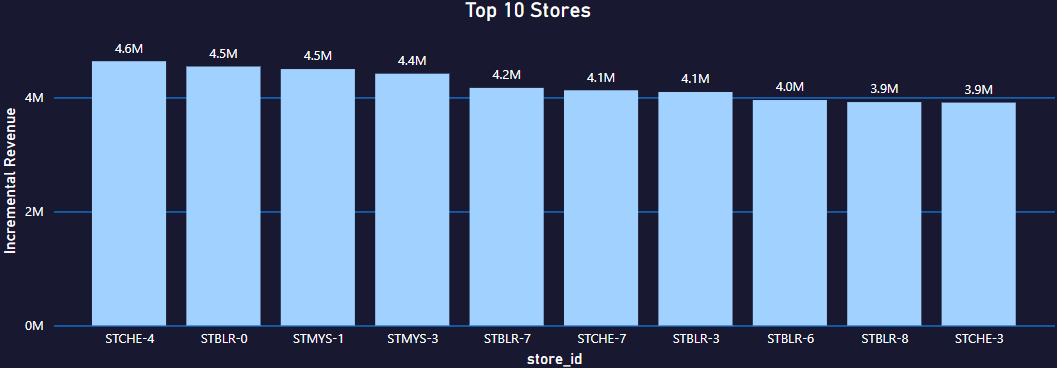 Top 10 Stores
Incremental Revenue
4M
2M
0M
4.6M 4.5M 4.5M 4.4M 4.2M 4.1M 4.1M 4.0M 3.9M 3.9M
STCHE-4 STBLR-0 STMYS-1 STMYS-3 STBLR-7 STCHE-7 STBLR-3 STBLR-6 STBLR-8 STCHE-3
store_id